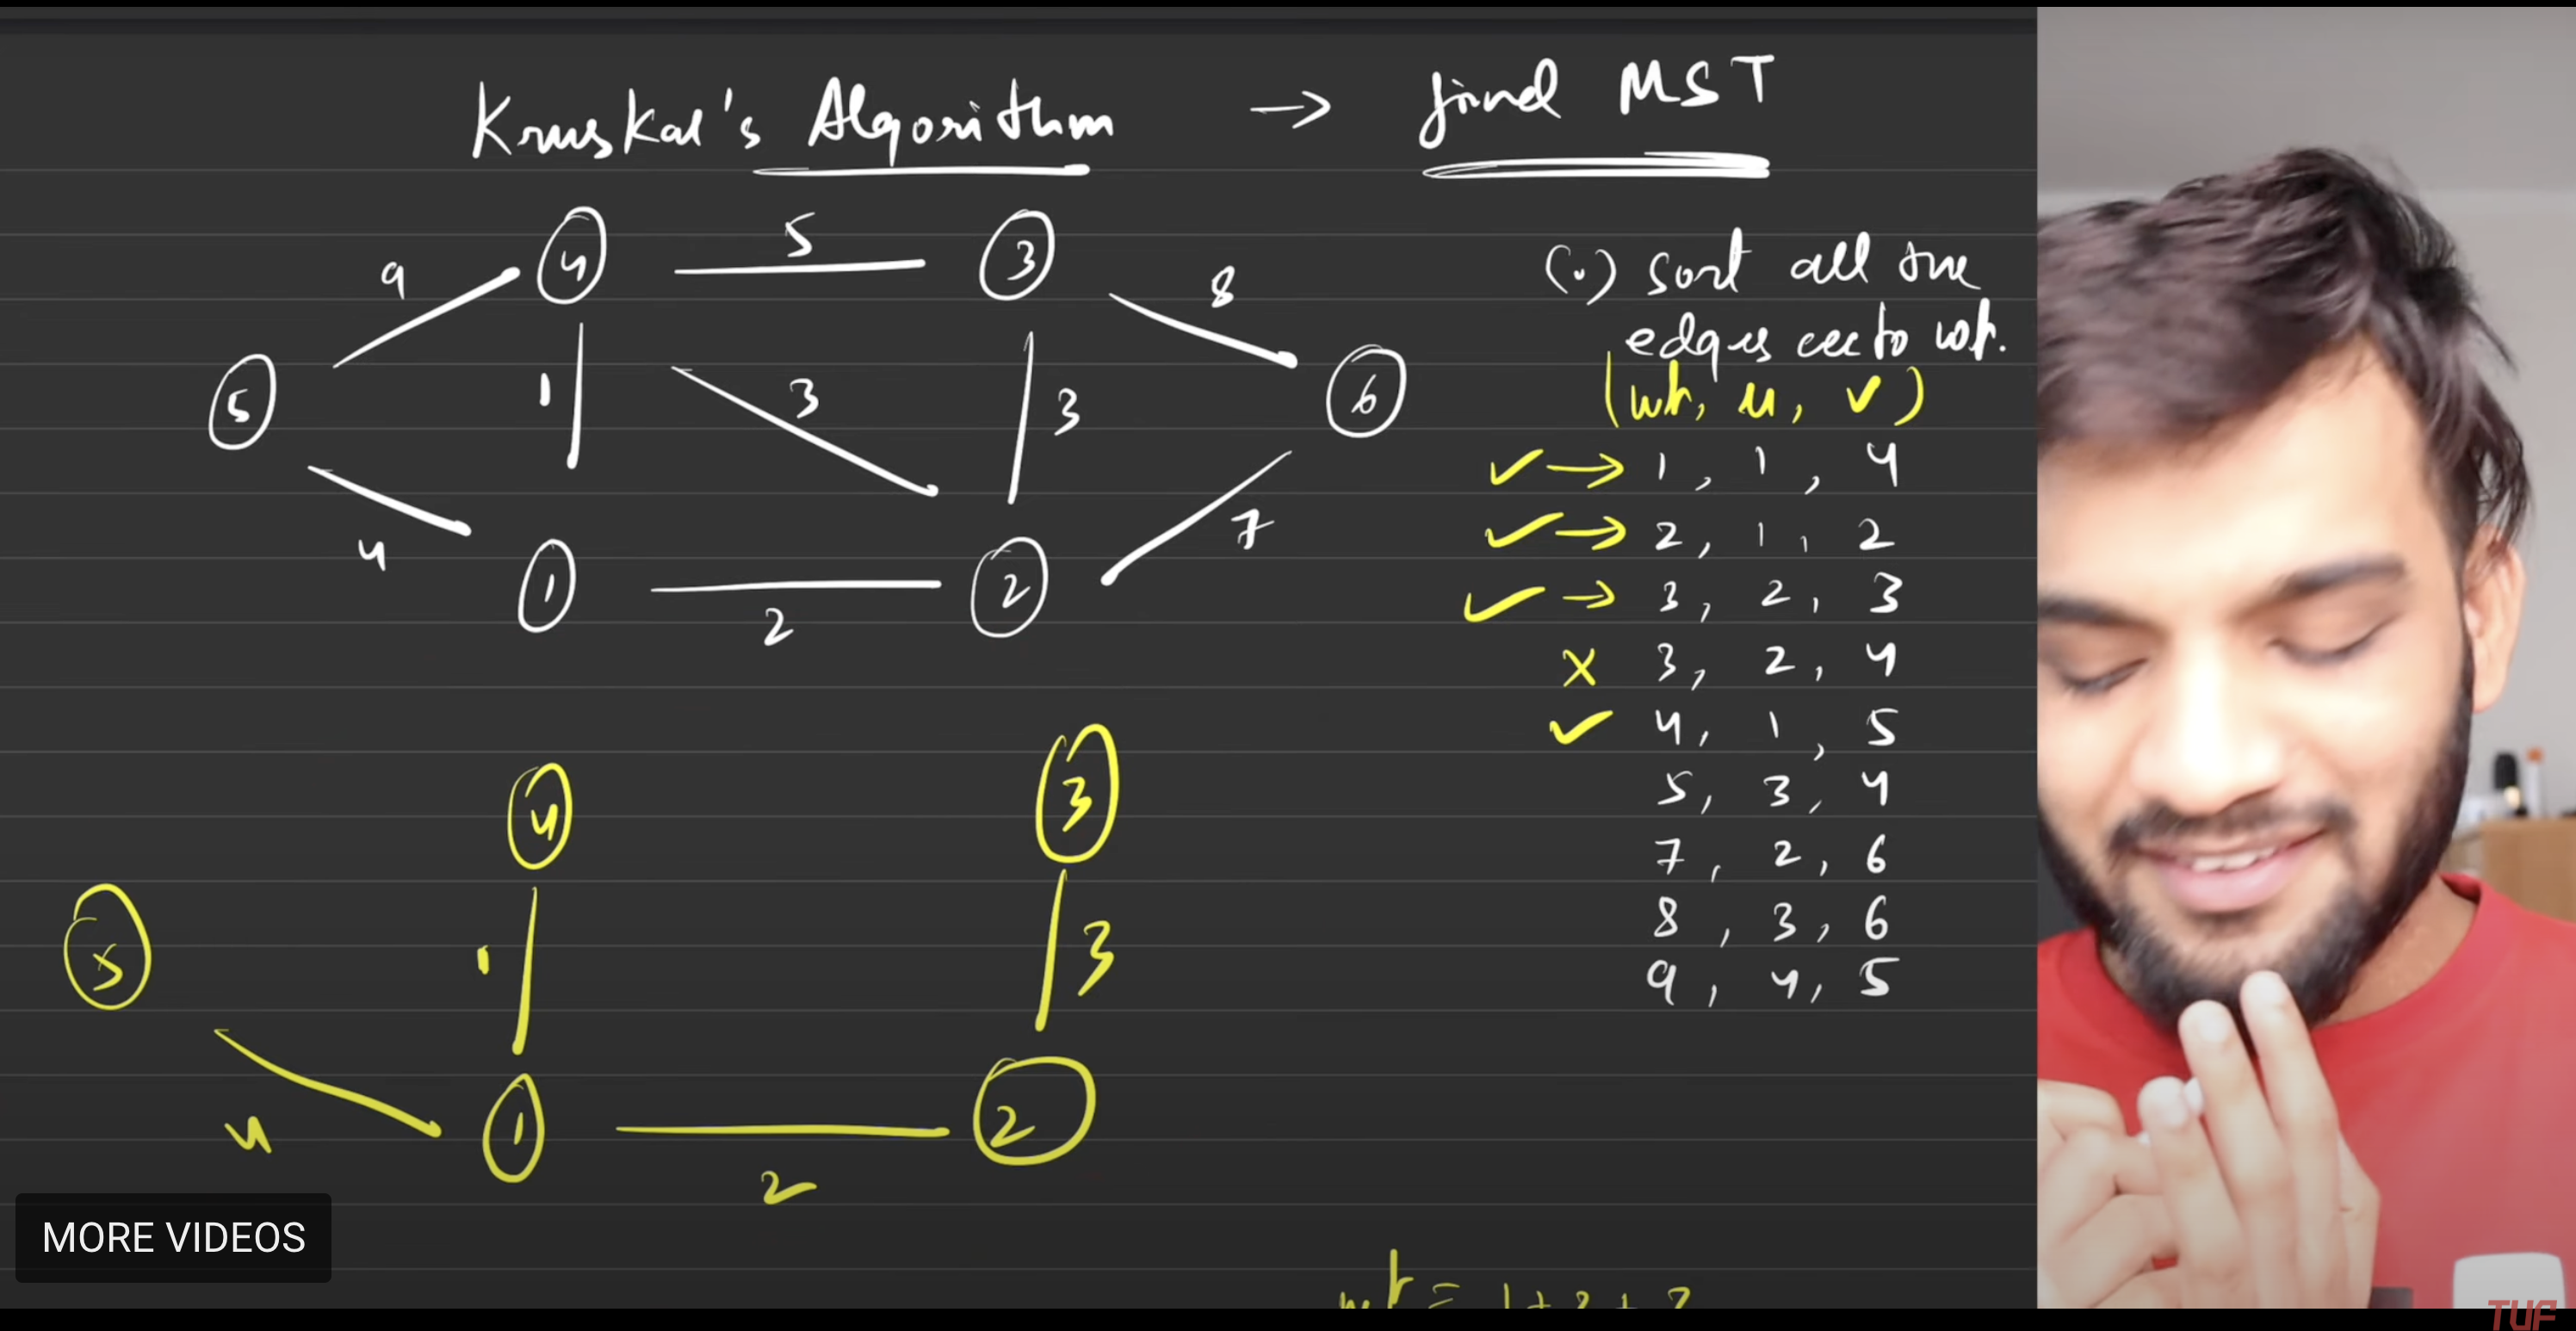 Kruskal's Algorithm → find MST
5
4
3
9
8
(.) Sort all the
edges acc to wt.
5
1
3
3
6
(wt, u, v)
✓ → 1, 1, 4
4
7
✓ → 2, 1, 2
1
2
2
✓ → 3, 2, 3
x 3, 2, 4
✓ 4, 1, 5
5, 3, 4
4
3
7, 2, 6
8, 3, 6
5
1
3
9, 4, 5
4
1
2
2
MORE VIDEOS
wt = 1 + 2 + 3
TUF